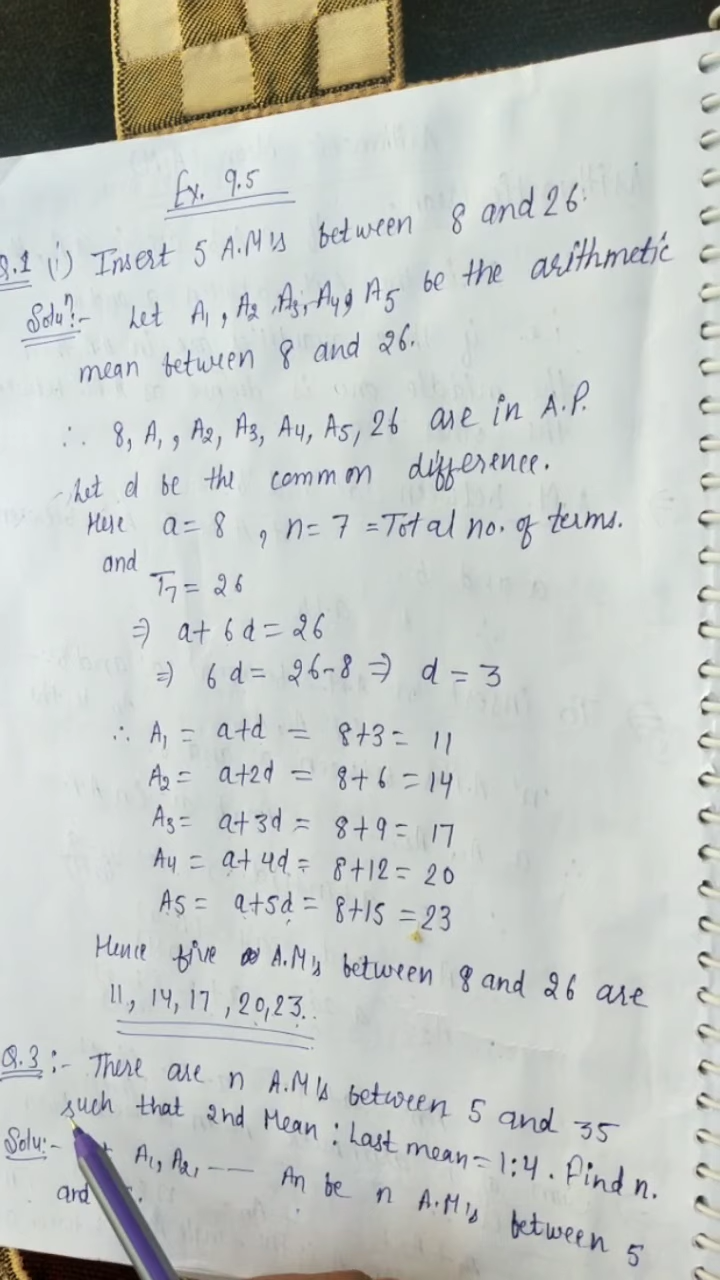 Ex. 9.5
Q.1 (i) Insert 5 A.M's between 8 and 26.
Solu?:- Let A₁, A₂, A₃, A₄, A₅ be the arithmetic
mean between 8 and 26.
∴ 8, A₁, A₂, A₃, A₄, A₅, 26 are in A.P.
Let d be the common difference.
Here a = 8 , n = 7 = Total no. of terms.
and
T₇ = 26
⇒ a + 6d = 26
⇒ 6d = 26-8 ⇒ d = 3
∴ A₁ = a+d = 8+3 = 11
A₂ = a+2d = 8+6 = 14
A₃ = a+3d = 8+9 = 17
A₄ = a+4d = 8+12 = 20
A₅ = a+5d = 8+15 = 23
Hence five A.M's between 8 and 26 are
11, 14, 17, 20, 23.
Q.3 :- There are n A.M's between 5 and 35
such that 2nd Mean : Last mean = 1:4. Find n.
Solu:- A₁, A₂, --- An be n A.M's between 5
and